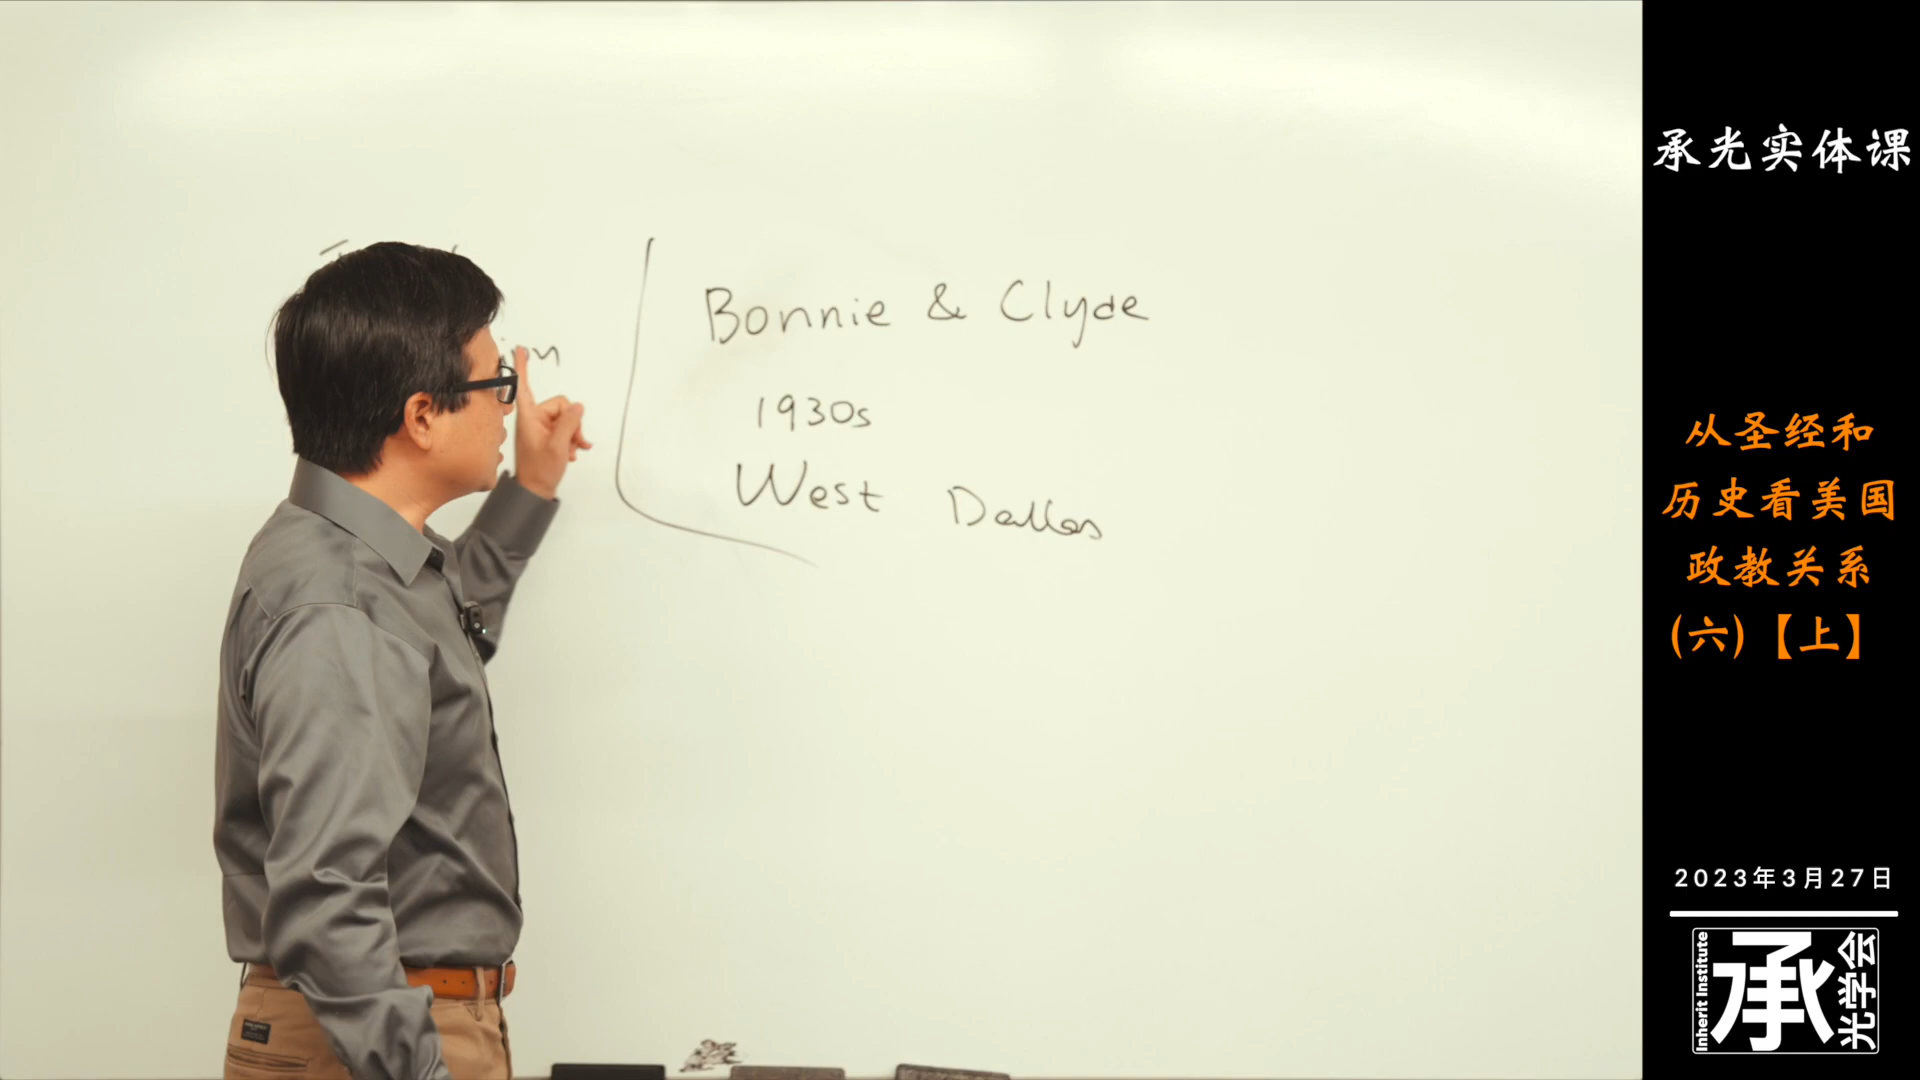 Bonnie & Clyde
1930s
West Dallas
承光实体课
从圣经和
历史看美国
政教关系
(六)【上】
2023年3月27日
Inherit Institute
承
光学会